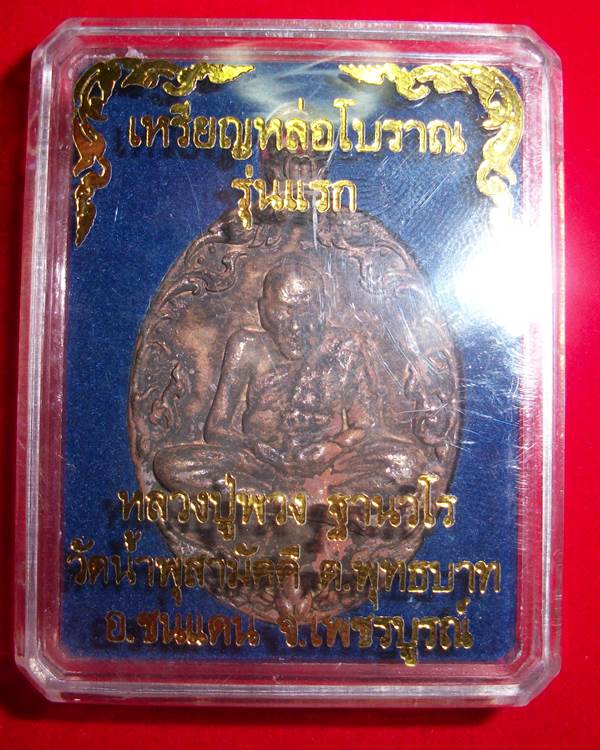 เหรียญหล่อโบราณ
รุ่นแรก
หลวงปู่พวง ฐานวโร
วัดน้ำพุสามัคคี ต.พุทธบาท
อ.ชนแดน จ.เพชรบูรณ์